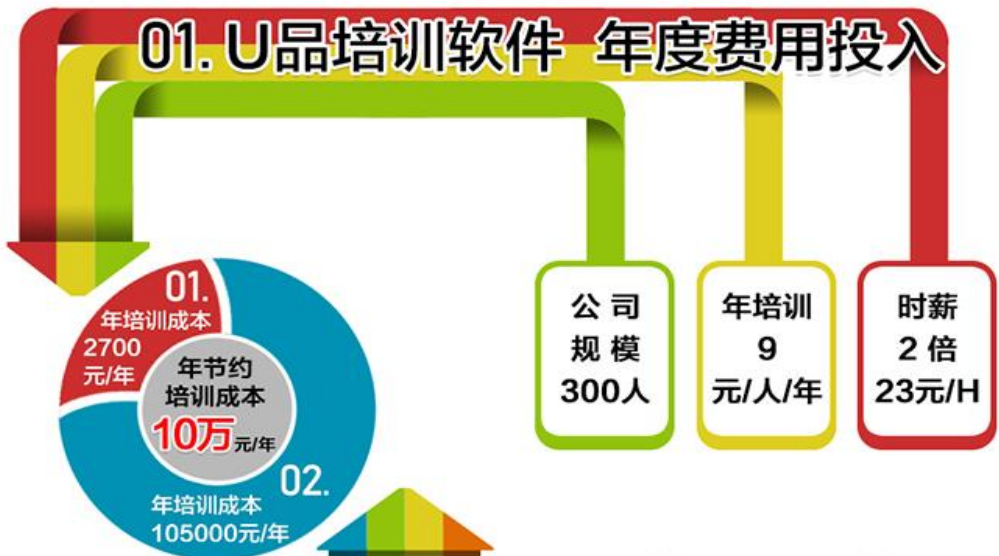 01. U品培训软件 年度费用投入
公司
规模
300人
年培训
9
元/人/年
时薪
2倍
23元/H
01.
年培训成本
2700
元/年
年节约
培训成本
10万元/年
02.
年培训成本
105000元/年